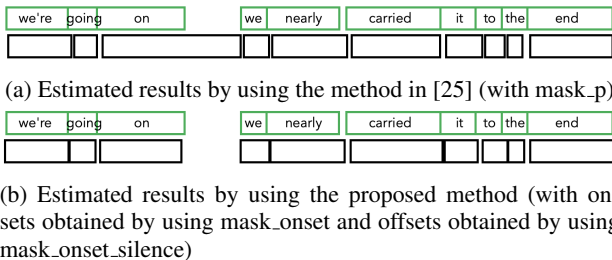 we're going on we nearly carried it to the end
(a) Estimated results by using the method in [25] (with mask_p)
we're going on we nearly carried it to the end
(b) Estimated results by using the proposed method (with on
sets obtained by using mask_onset and offsets obtained by using
mask_onset_silence)